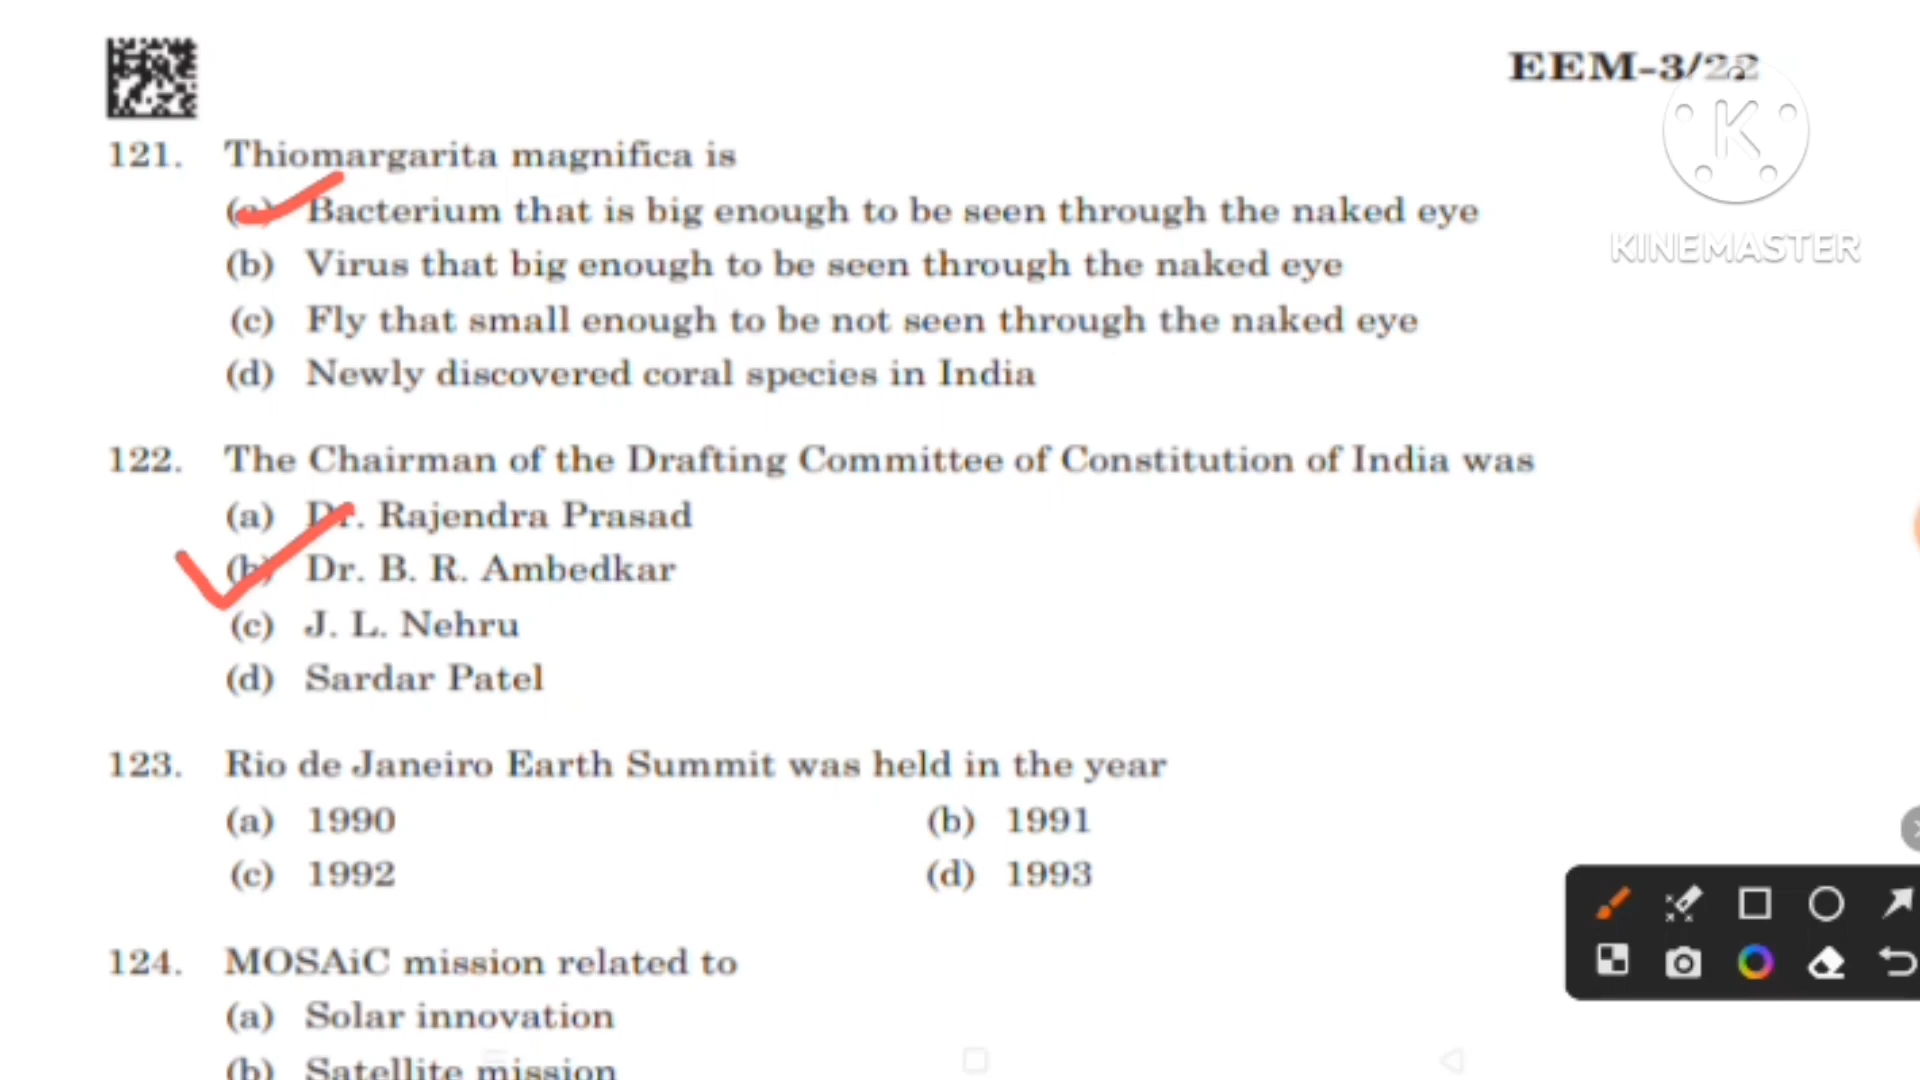 EEM-3/22
KINEMASTER
121. Thiomargarita magnifica is
(a) Bacterium that is big enough to be seen through the naked eye
(b) Virus that big enough to be seen through the naked eye
(c) Fly that small enough to be not seen through the naked eye
(d) Newly discovered coral species in India
122. The Chairman of the Drafting Committee of Constitution of India was
(a) Dr. Rajendra Prasad
(b) Dr. B. R. Ambedkar
(c) J. L. Nehru
(d) Sardar Patel
123. Rio de Janeiro Earth Summit was held in the year
(a) 1990 (b) 1991
(c) 1992 (d) 1993
124. MOSAiC mission related to
(a) Solar innovation
(b) Satellite mission